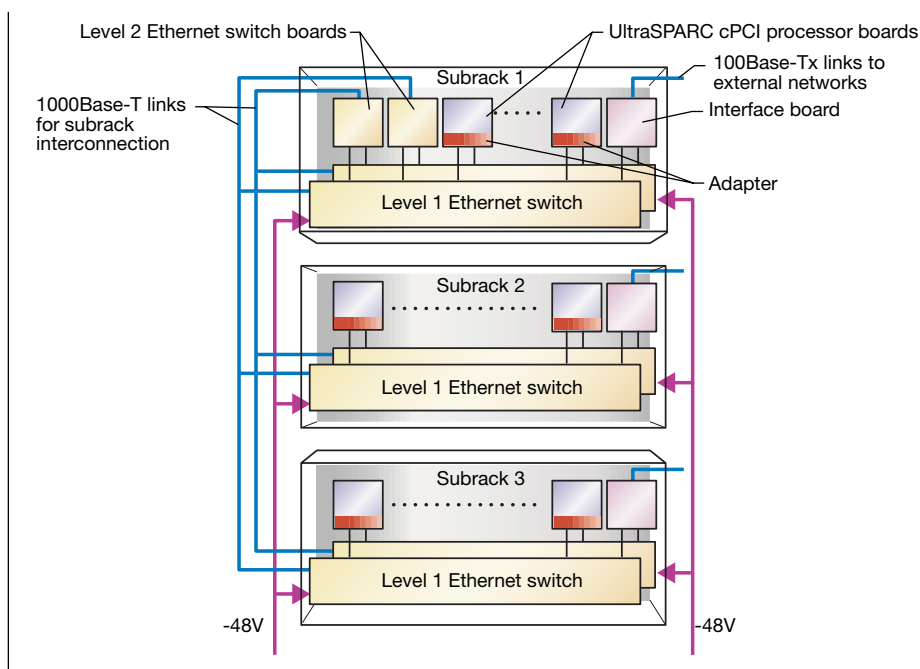 Level 2 Ethernet switch boards
UltraSPARC cPCI processor boards
Subrack 1
100Base-Tx links to
external networks
1000Base-T links
for subrack
interconnection
Interface board
Adapter
Level 1 Ethernet switch
Subrack 2
Level 1 Ethernet switch
Subrack 3
Level 1 Ethernet switch
-48V
-48V